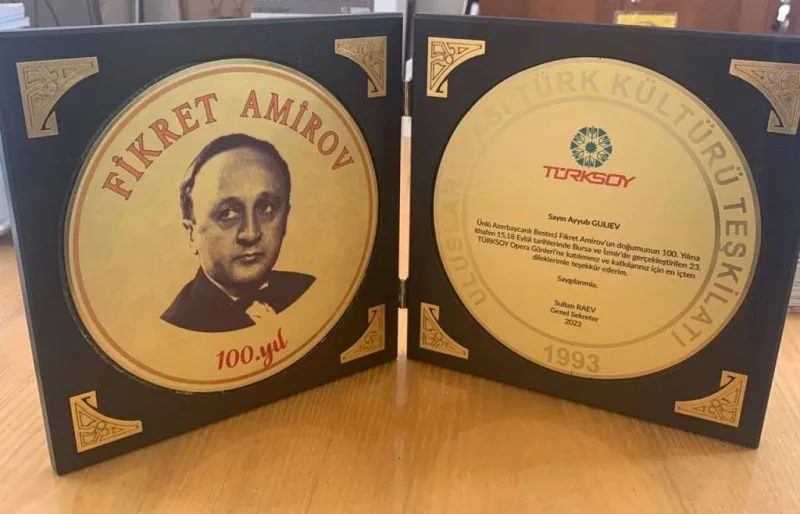 FİKRET AMİROV
100.yıl
ULUSLARARASI TÜRK KÜLTÜRÜ TEŞKİLATI
TÜRKSOY
Sayın Ayyub GULIEV
Ünlü Azerbaycanlı Besteci Fikret Amirov'un doğumunun 100. Yılına
ithafen 15,18 Eylül tarihlerinde Bursa ve İzmir'de gerçekleştirilen 23.
TÜRKSOY Opera Günleri'ne katılımınız ve katkılarınız için en içten
dileklerimle teşekkür ederim.
Saygılarımla.
Sultan RAEV
Genel Sekreter
2022
1993